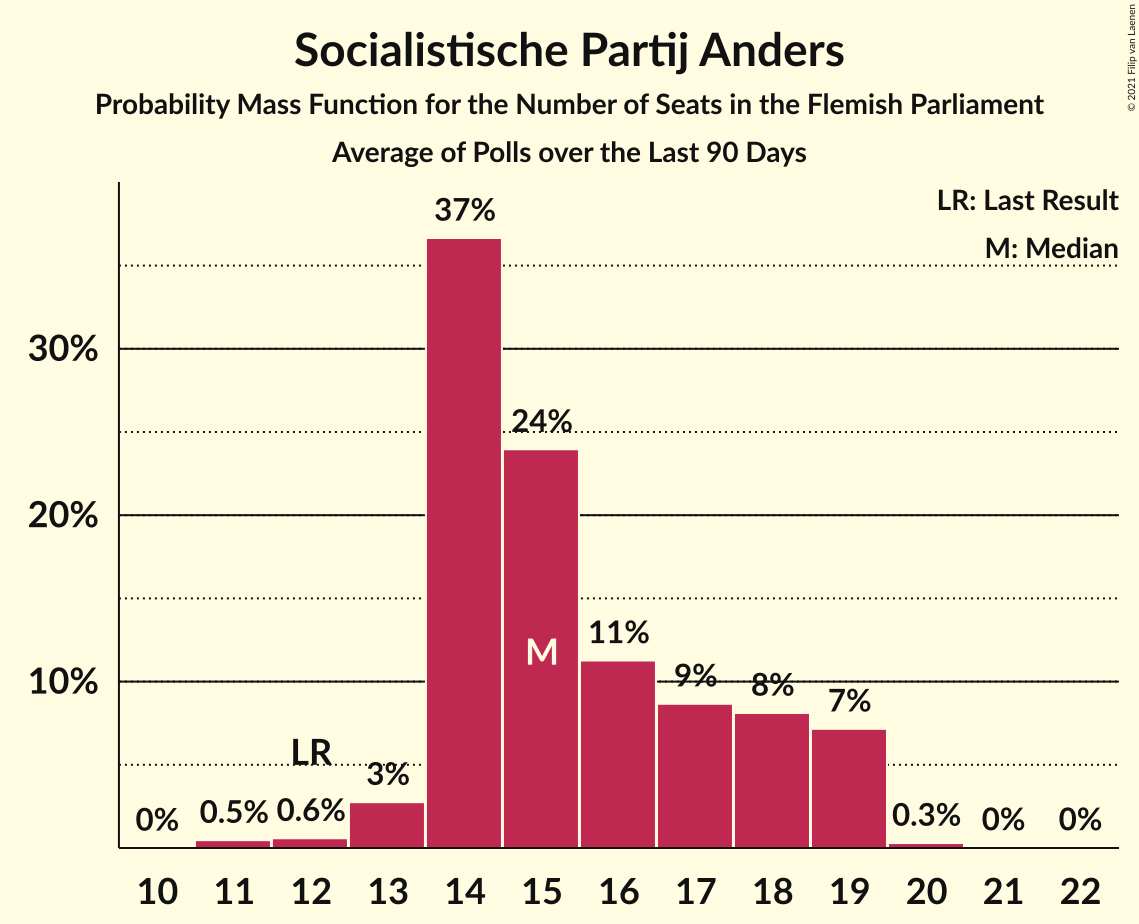 Socialistische Partij Anders
Probability Mass Function for the Number of Seats in the Flemish Parliament
Average of Polls over the Last 90 Days
© 2021 Filip van Laenen
LR: Last Result
M: Median
37%
30%
24%
20%
M
11%
10%
9%
8%
7%
LR
3%
0%
0.5%
0.6%
0.3%
0%
0%
10 11 12 13 14 15 16 17 18 19 20 21 22